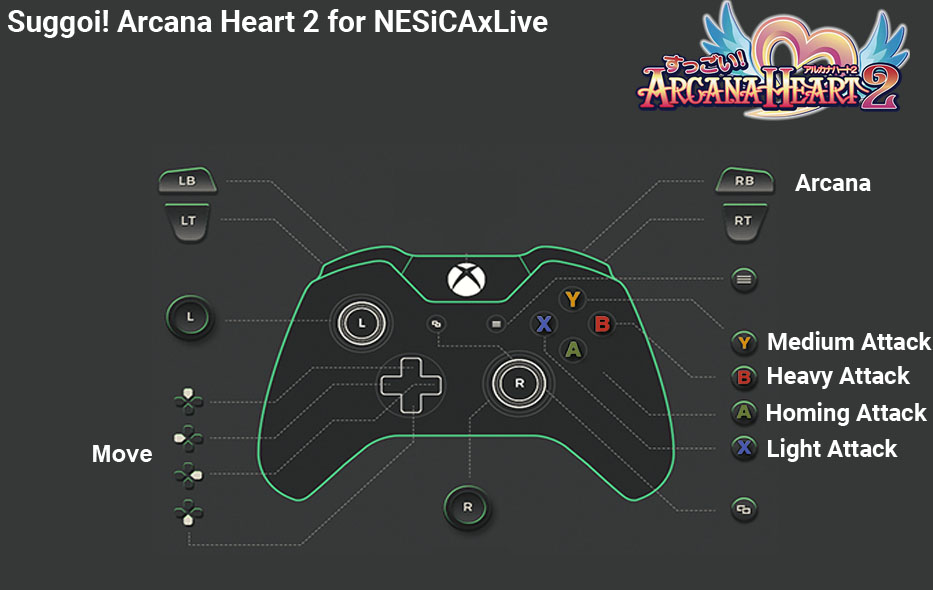 Suggoi! Arcana Heart 2 for NESiCAxLive
すっごい!
アルカナハート2
ARCANA HEART 2
LB
RB
Arcana
LT
RT
L
L
Y
X
B
A
R
Y
Medium Attack
B
Heavy Attack
A
Homing Attack
X
Light Attack
Move
R